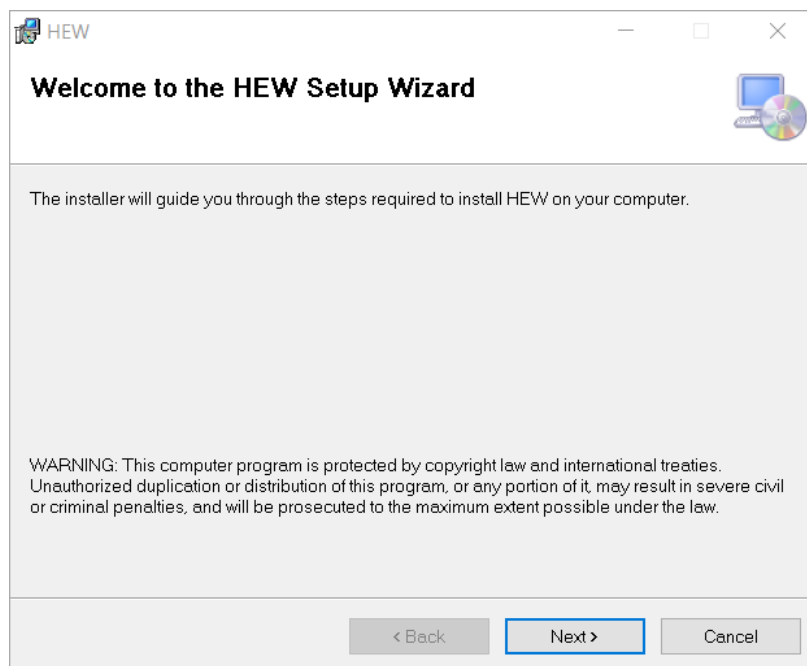 HEW
Welcome to the HEW Setup Wizard
The installer will guide you through the steps required to install HEW on your computer.
WARNING: This computer program is protected by copyright law and international treaties.
Unauthorized duplication or distribution of this program, or any portion of it, may result in severe civil
or criminal penalties, and will be prosecuted to the maximum extent possible under the law.
< Back
Next >
Cancel